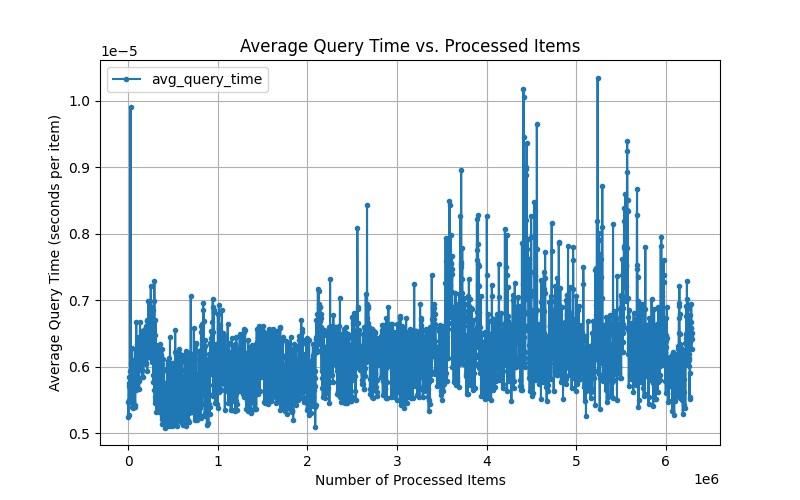 Average Query Time vs. Processed Items
1e−5
avg_query_time
1.0
0.9
0.8
0.7
0.6
0.5
Average Query Time (seconds per item)
0 1 2 3 4 5 6
1e6
Number of Processed Items